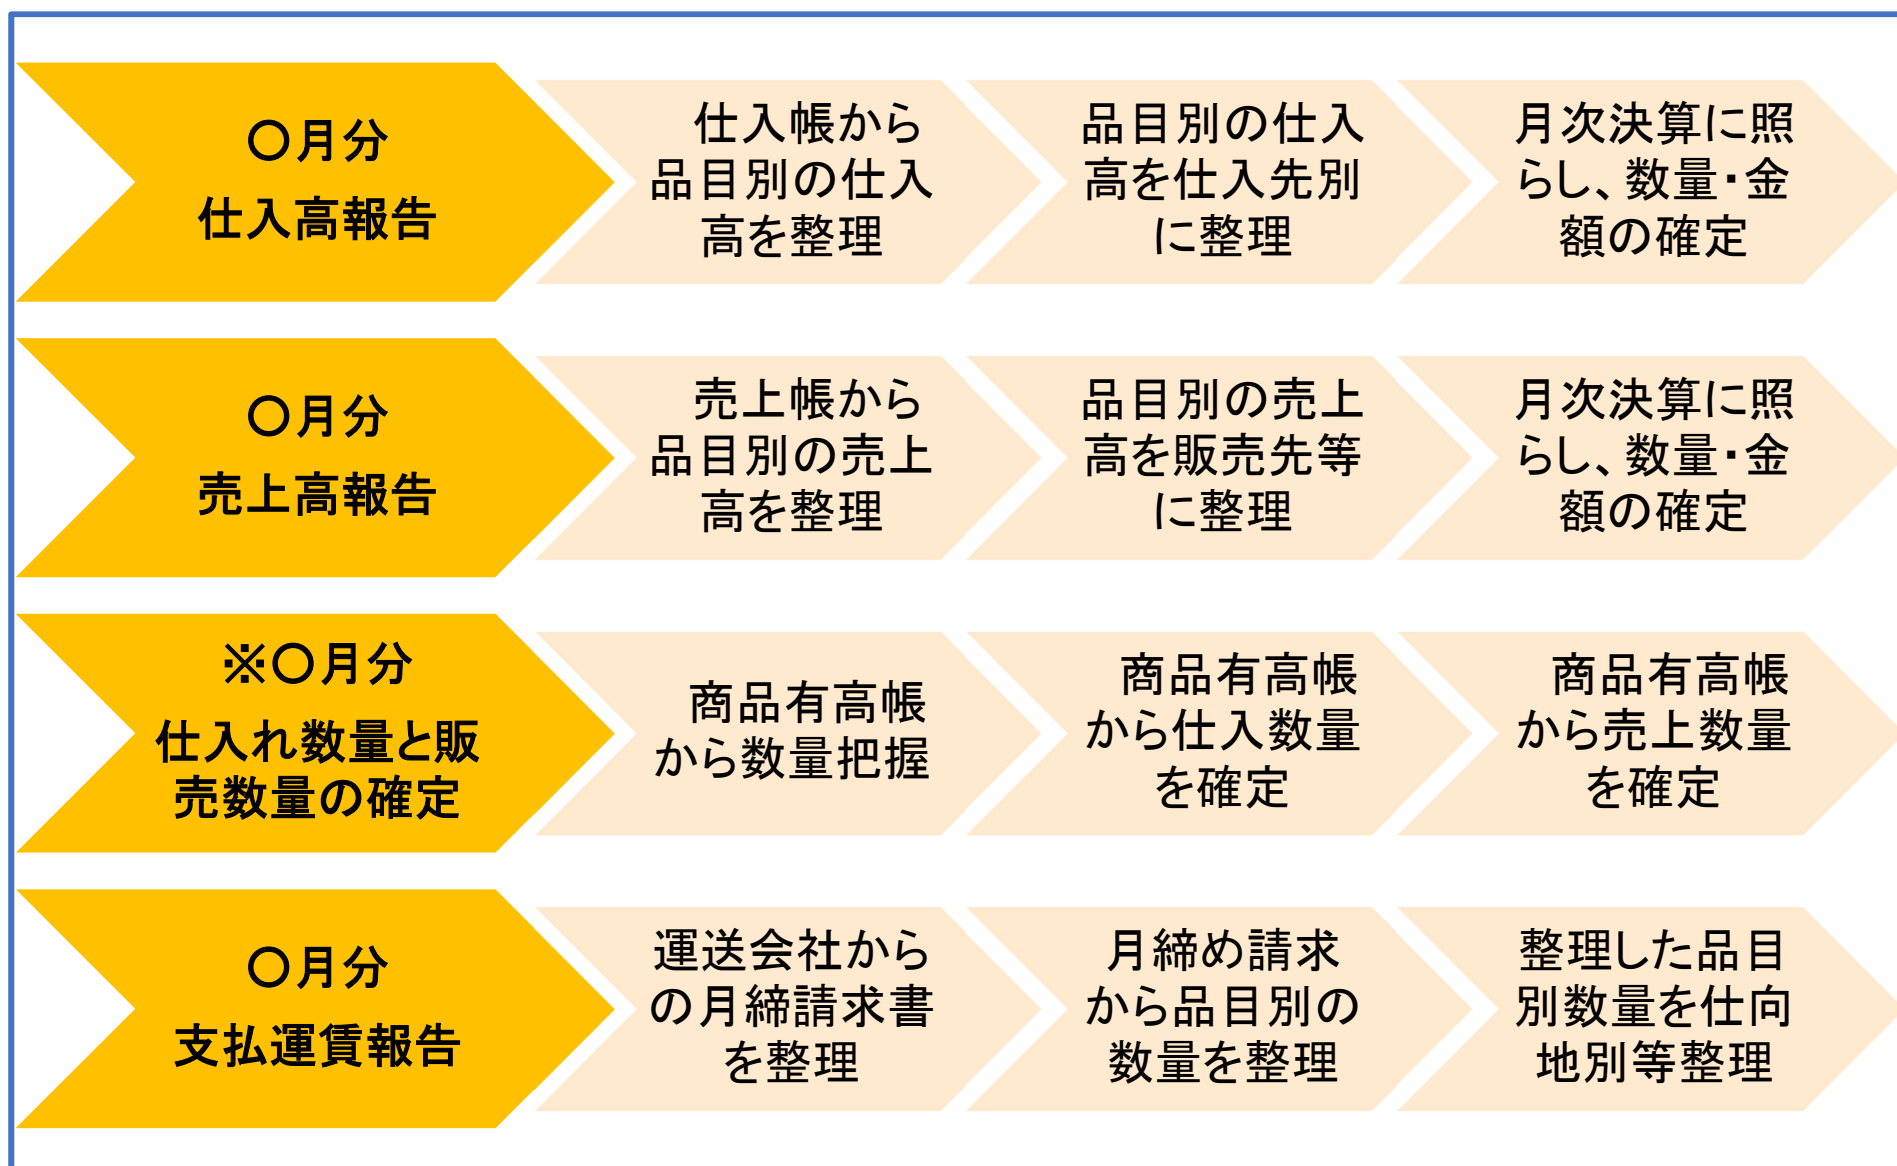 〇月分
仕入高報告
仕入帳から
品目別の仕入
高を整理
品目別の仕入
高を仕入先別
に整理
月次決算に照
らし、数量・金
額の確定
〇月分
売上高報告
売上帳から
品目別の売上
高を整理
品目別の売上
高を販売先等
に整理
月次決算に照
らし、数量・金
額の確定
※〇月分
仕入れ数量と販
売数量の確定
商品有高帳
から数量把握
商品有高帳
から仕入数量
を確定
商品有高帳
から売上数量
を確定
〇月分
支払運賃報告
運送会社から
の月締請求書
を整理
月締め請求
から品目別の
数量を整理
整理した品目
別数量を仕向
地別等整理